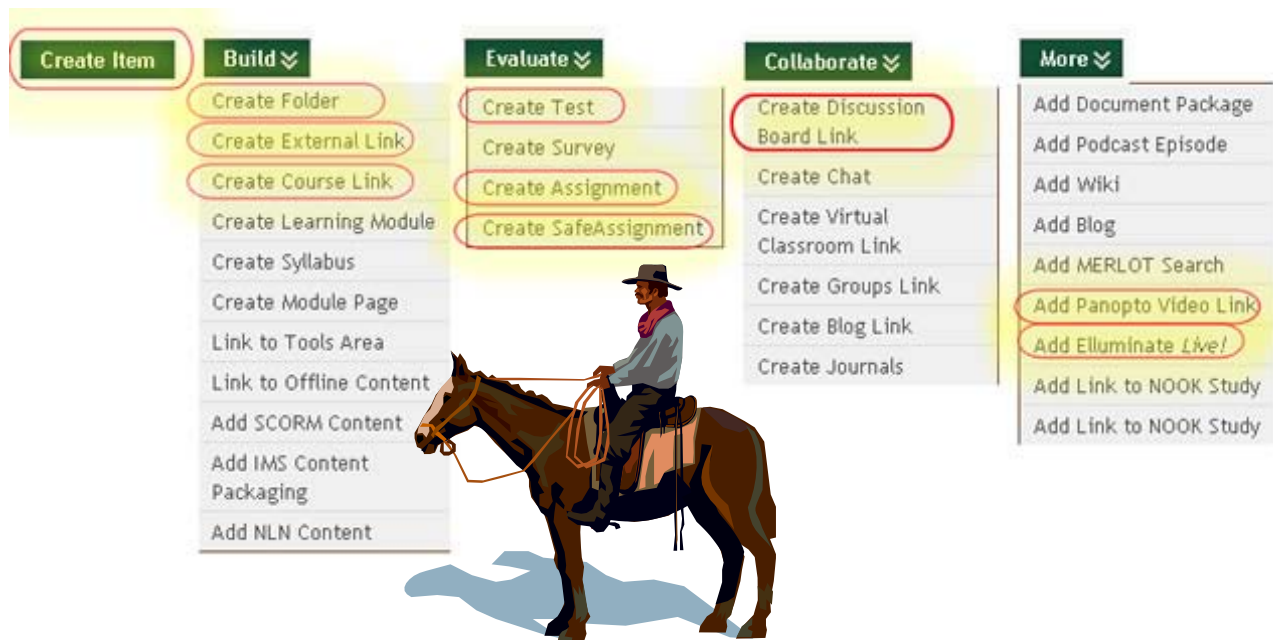 Create Item
Build
Create Folder
Create External Link
Create Course Link
Create Learning Module
Create Syllabus
Create Module Page
Link to Tools Area
Link to Offline Content
Add SCORM Content
Add IMS Content
Packaging
Add NLN Content
Evaluate
Create Test
Create Survey
Create Assignment
Create SafeAssignment
Collaborate
Create Discussion
Board Link
Create Chat
Create Virtual
Classroom Link
Create Groups Link
Create Blog Link
Create Journals
More
Add Document Package
Add Podcast Episode
Add Wiki
Add Blog
Add MERLOT Search
Add Panopto Video Link
Add Elluminate Live!
Add Link to NOOK Study
Add Link to NOOK Study